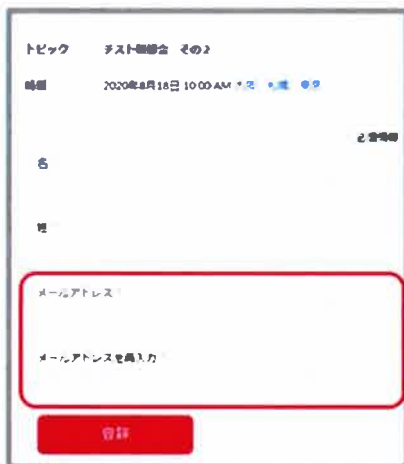 トピック テスト研修会 その2
時間 2020年8月18日 10:00 AM
名
姓
メールアドレス
メールアドレスを再入力
登録